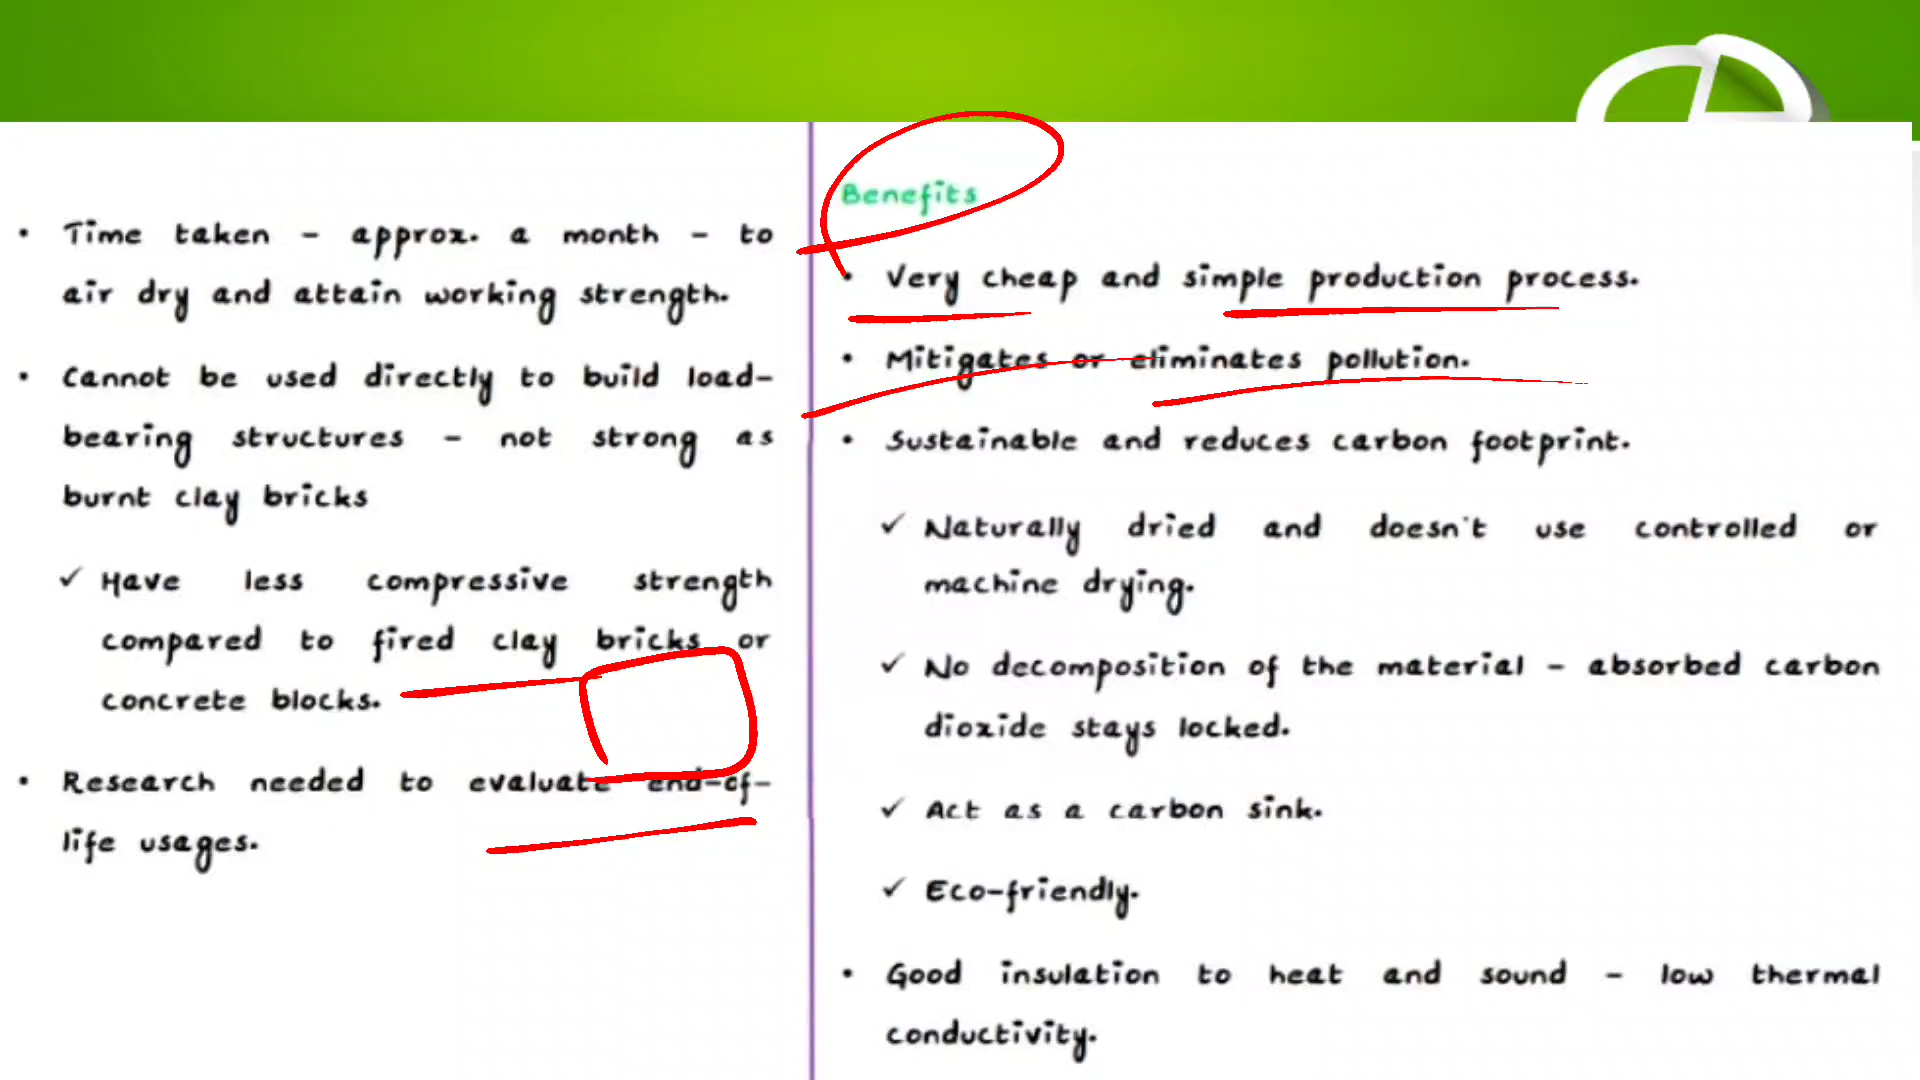 • Time taken – approx. a month – to
air dry and attain working strength.
• Cannot be used directly to build load-
bearing structures – not strong as
burnt clay bricks
✓ Have less compressive strength
compared to fired clay bricks or
concrete blocks.
• Research needed to evaluate end-of-
life usages.
Benefits
• Very cheap and simple production process.
• Mitigates or eliminates pollution.
• Sustainable and reduces carbon footprint.
✓ Naturally dried and doesn't use controlled or
machine drying.
✓ No decomposition of the material – absorbed carbon
dioxide stays locked.
✓ Act as a carbon sink.
✓ Eco-friendly.
• Good insulation to heat and sound – low thermal
conductivity.